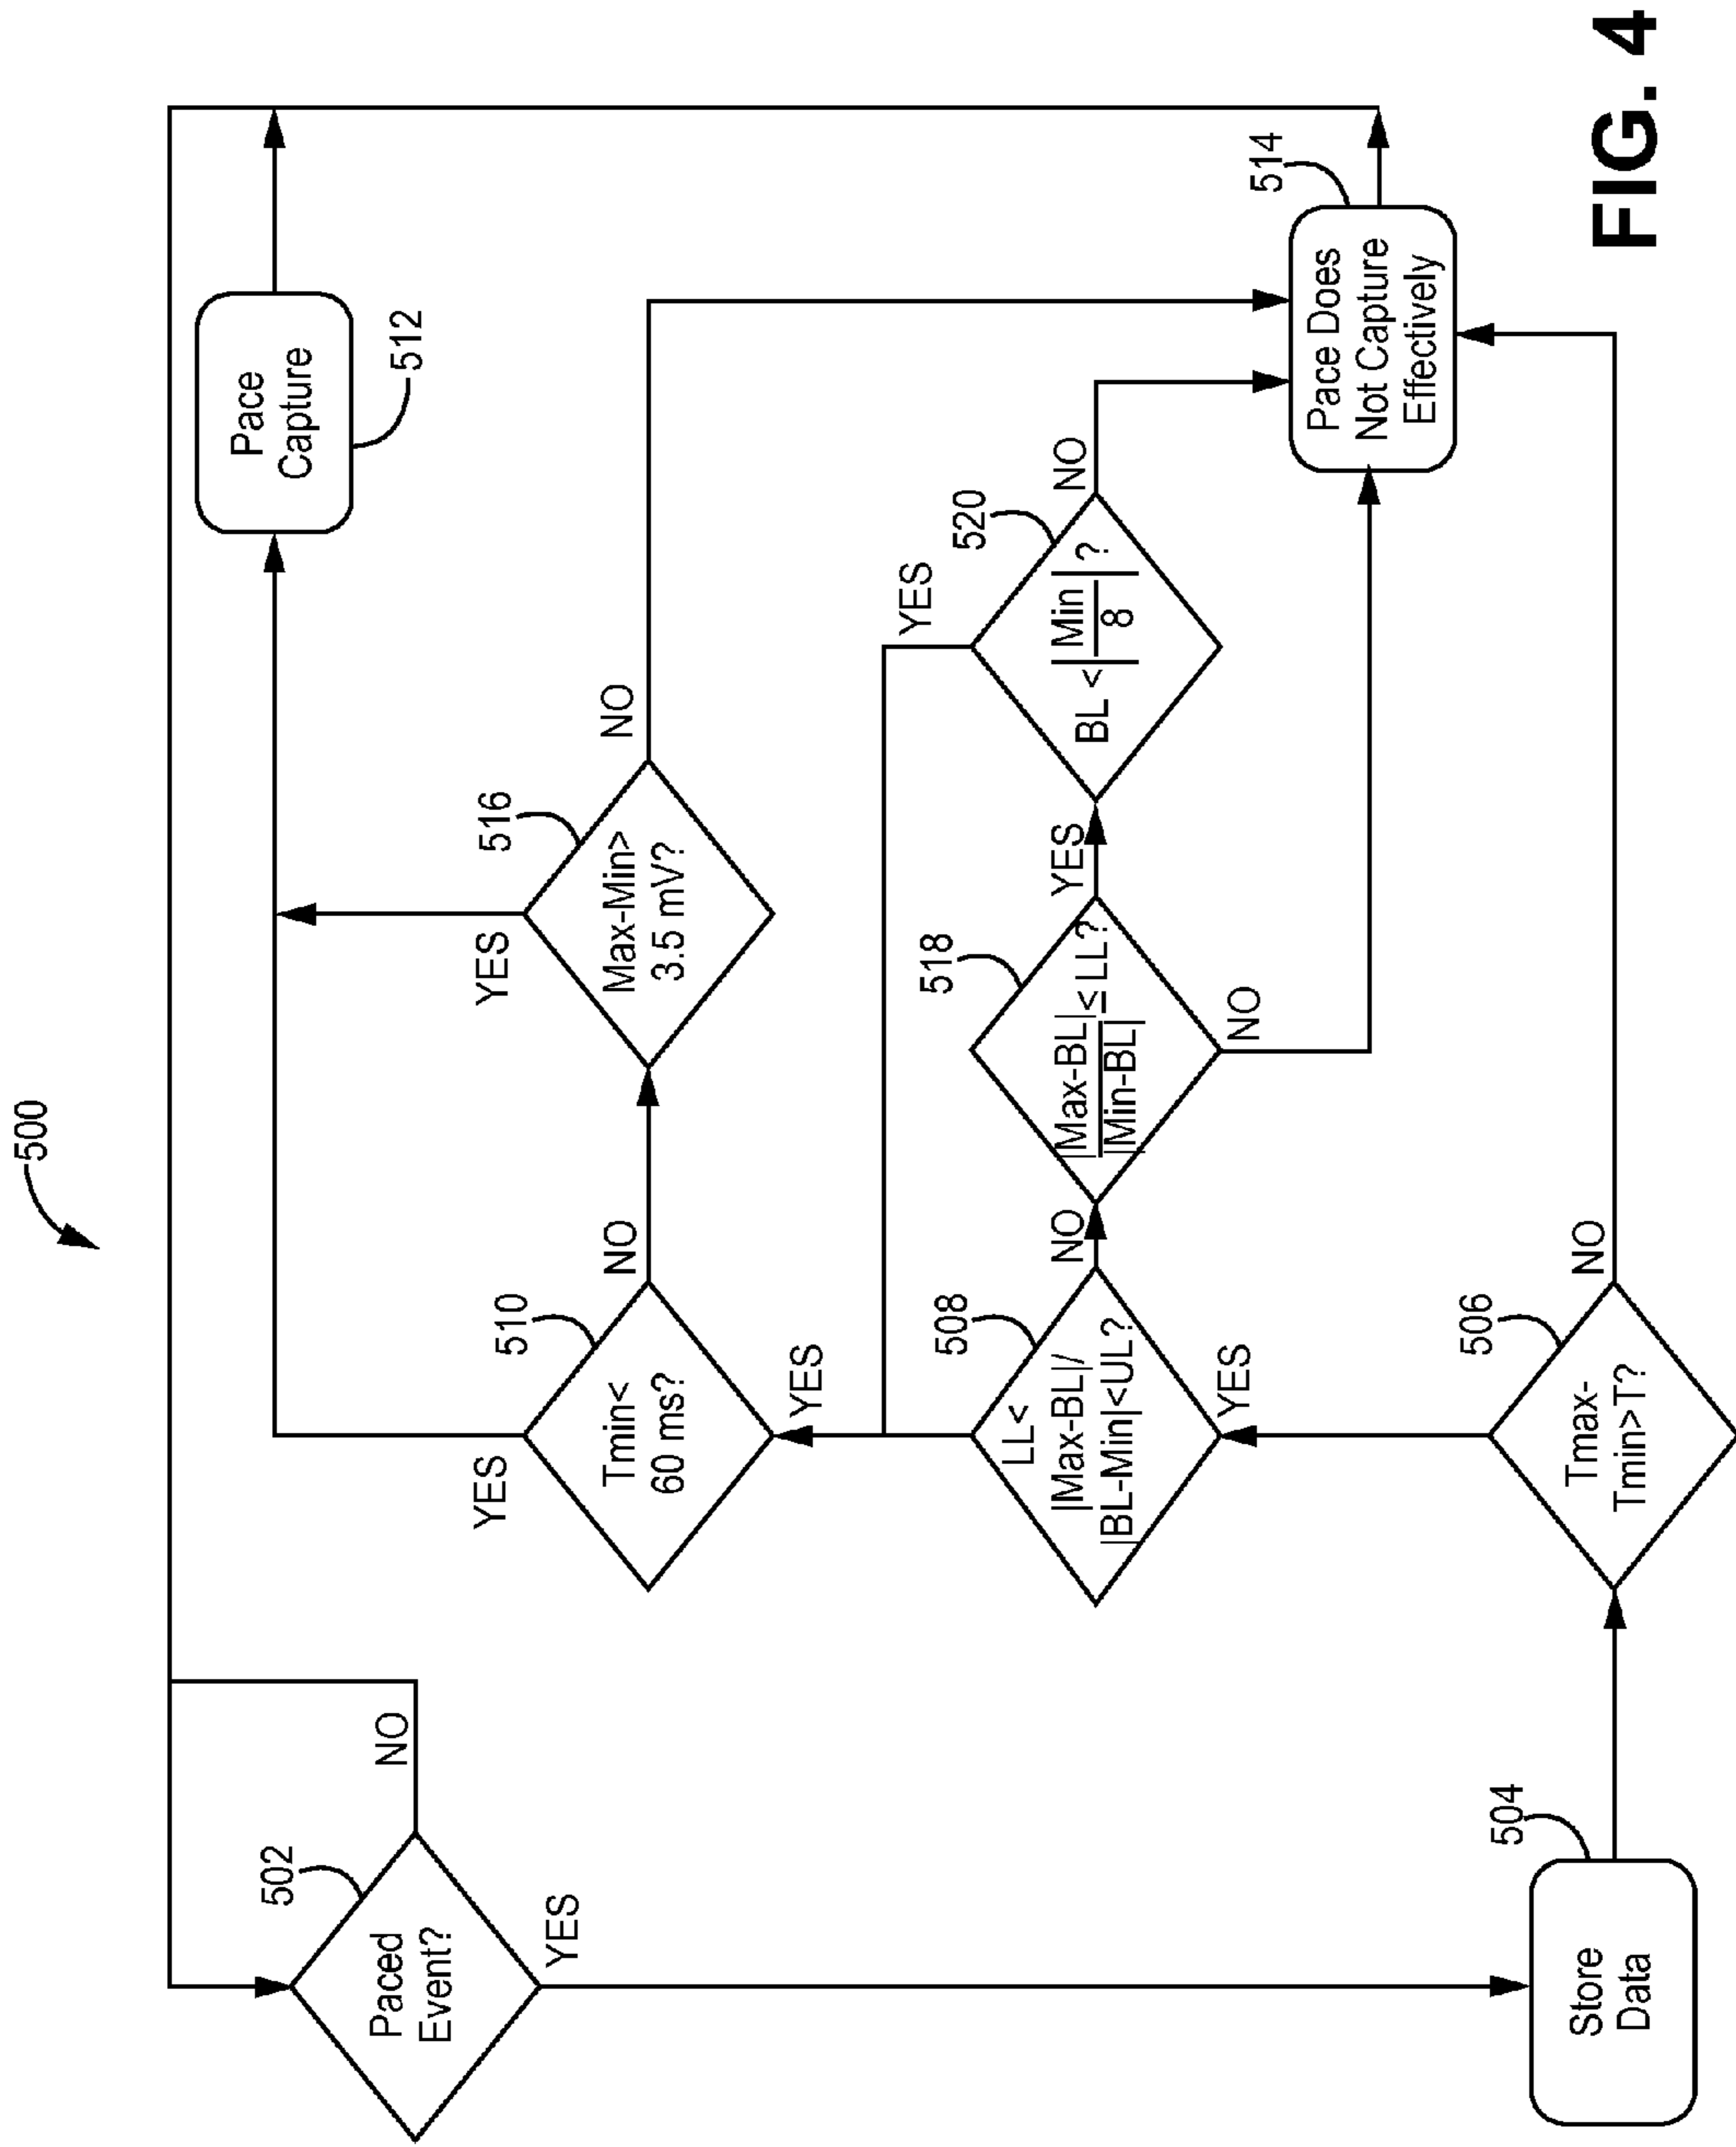 500
502
Paced
Event?
NO
YES
504
Store
Data
506
Tmax-
Tmin>T?
NO
YES
508
LL<
|Max-BL|/
|BL-Min|<UL?
NO
YES
510
Tmin<
60 ms?
YES
NO
516
Max-Min>
3.5 mV?
YES
NO
518
|Max-BL|≤LL?
|Min-BL|
YES
NO
520
BL < |Min/8| ?
YES
NO
Pace
Capture
512
514
Pace Does
Not Capture
Effectively
FIG. 4